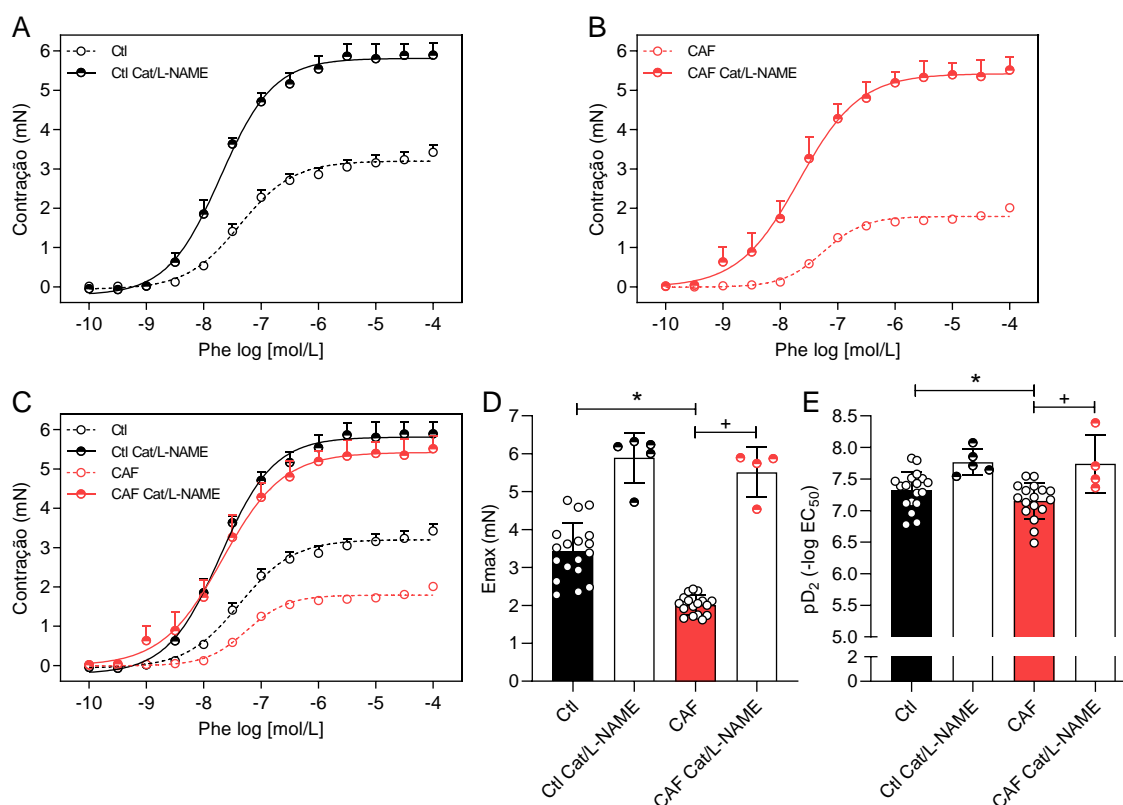 A
Ctl
Ctl Cat/L-NAME
Contração (mN)
6
5
4
3
2
1
0
-10 -9 -8 -7 -6 -5 -4
Phe log [mol/L]
B
CAF
CAF Cat/L-NAME
Contração (mN)
6
5
4
3
2
1
0
-10 -9 -8 -7 -6 -5 -4
Phe log [mol/L]
C
Ctl
Ctl Cat/L-NAME
CAF
CAF Cat/L-NAME
Contração (mN)
6
5
4
3
2
1
0
-10 -9 -8 -7 -6 -5 -4
Phe log [mol/L]
D
*
+
Emax (mN)
7
6
5
4
3
2
1
0
Ctl
Ctl Cat/L-NAME
CAF
CAF Cat/L-NAME
E
*
+
pD₂ (-log EC₅₀)
8.5
8.0
7.5
7.0
6.5
6.0
5.5
5.0
2
0
Ctl
Ctl Cat/L-NAME
CAF
CAF Cat/L-NAME